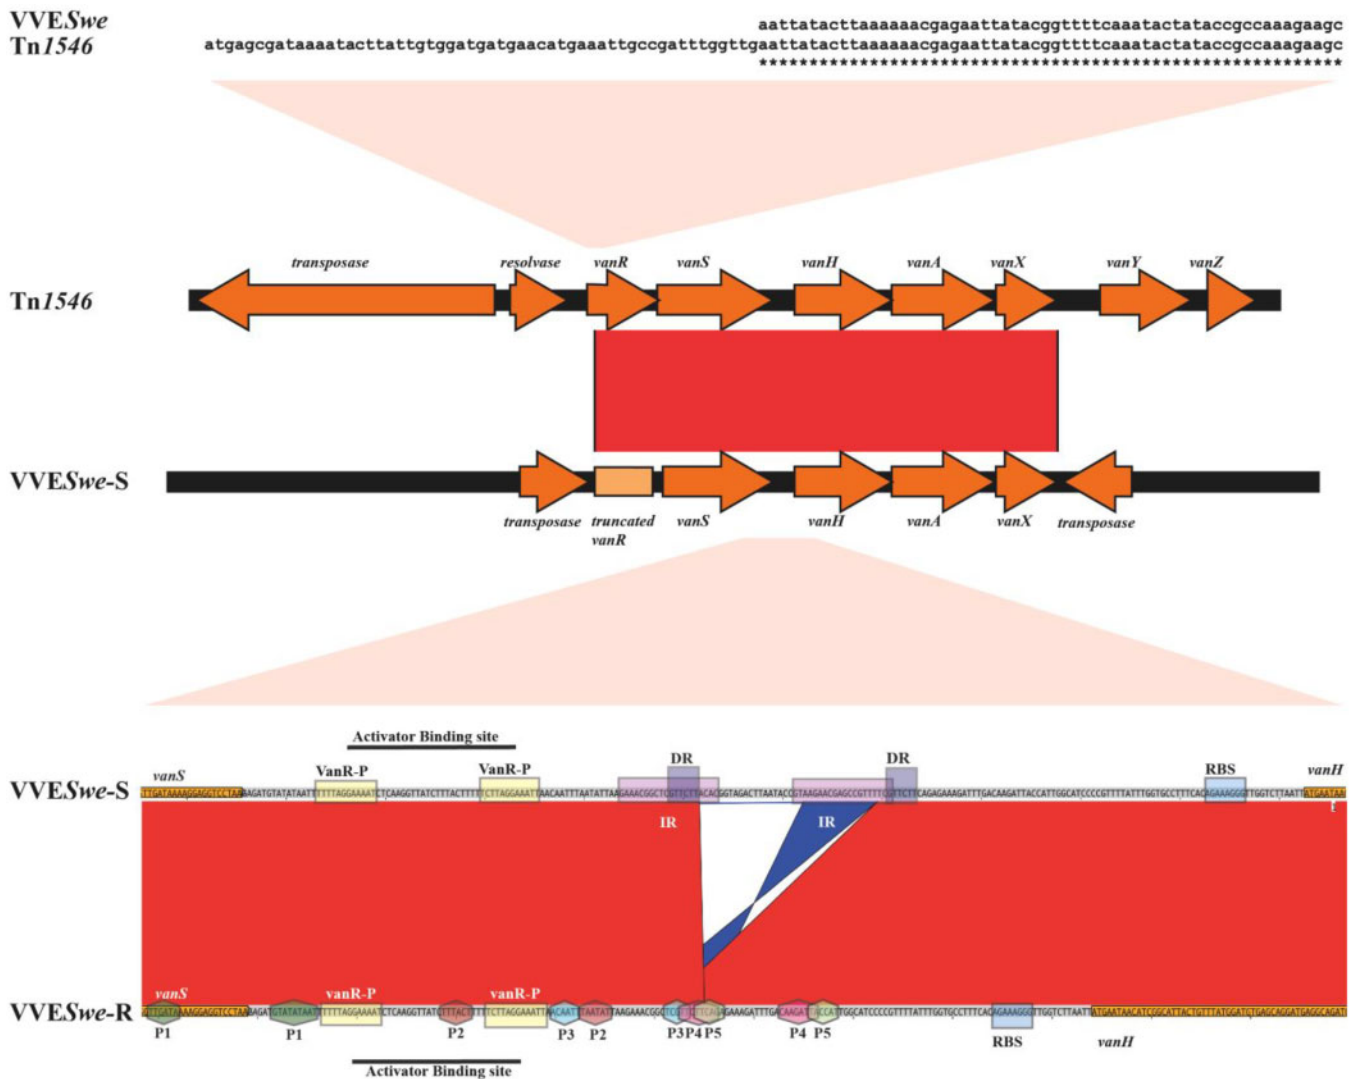 VVESwe aattatacttaaaaaacgagaattatacggttttcaaatactataccgccaaagaagc
Tn1546 atgagcgataaaatacttattgtggatgatgaacatgaaattgccgatttggttgaattatacttaaaaaacgagaattatacggttttcaaatactataccgccaaagaagc
**********************************************************
transposase resolvase vanR vanS vanH vanA vanX vanY vanZ
Tn1546
VVESwe-S
transposase truncated vanR vanS vanH vanA vanX transposase
Activator Binding site
vanS VanR-P VanR-P DR DR RBS vanH
VVESwe-S
IR IR
vanS vanR-P vanR-P
VVESwe-R
P1 P1 P2 P3 P2 P3 P4 P5 P4 P5 RBS vanH
Activator Binding site